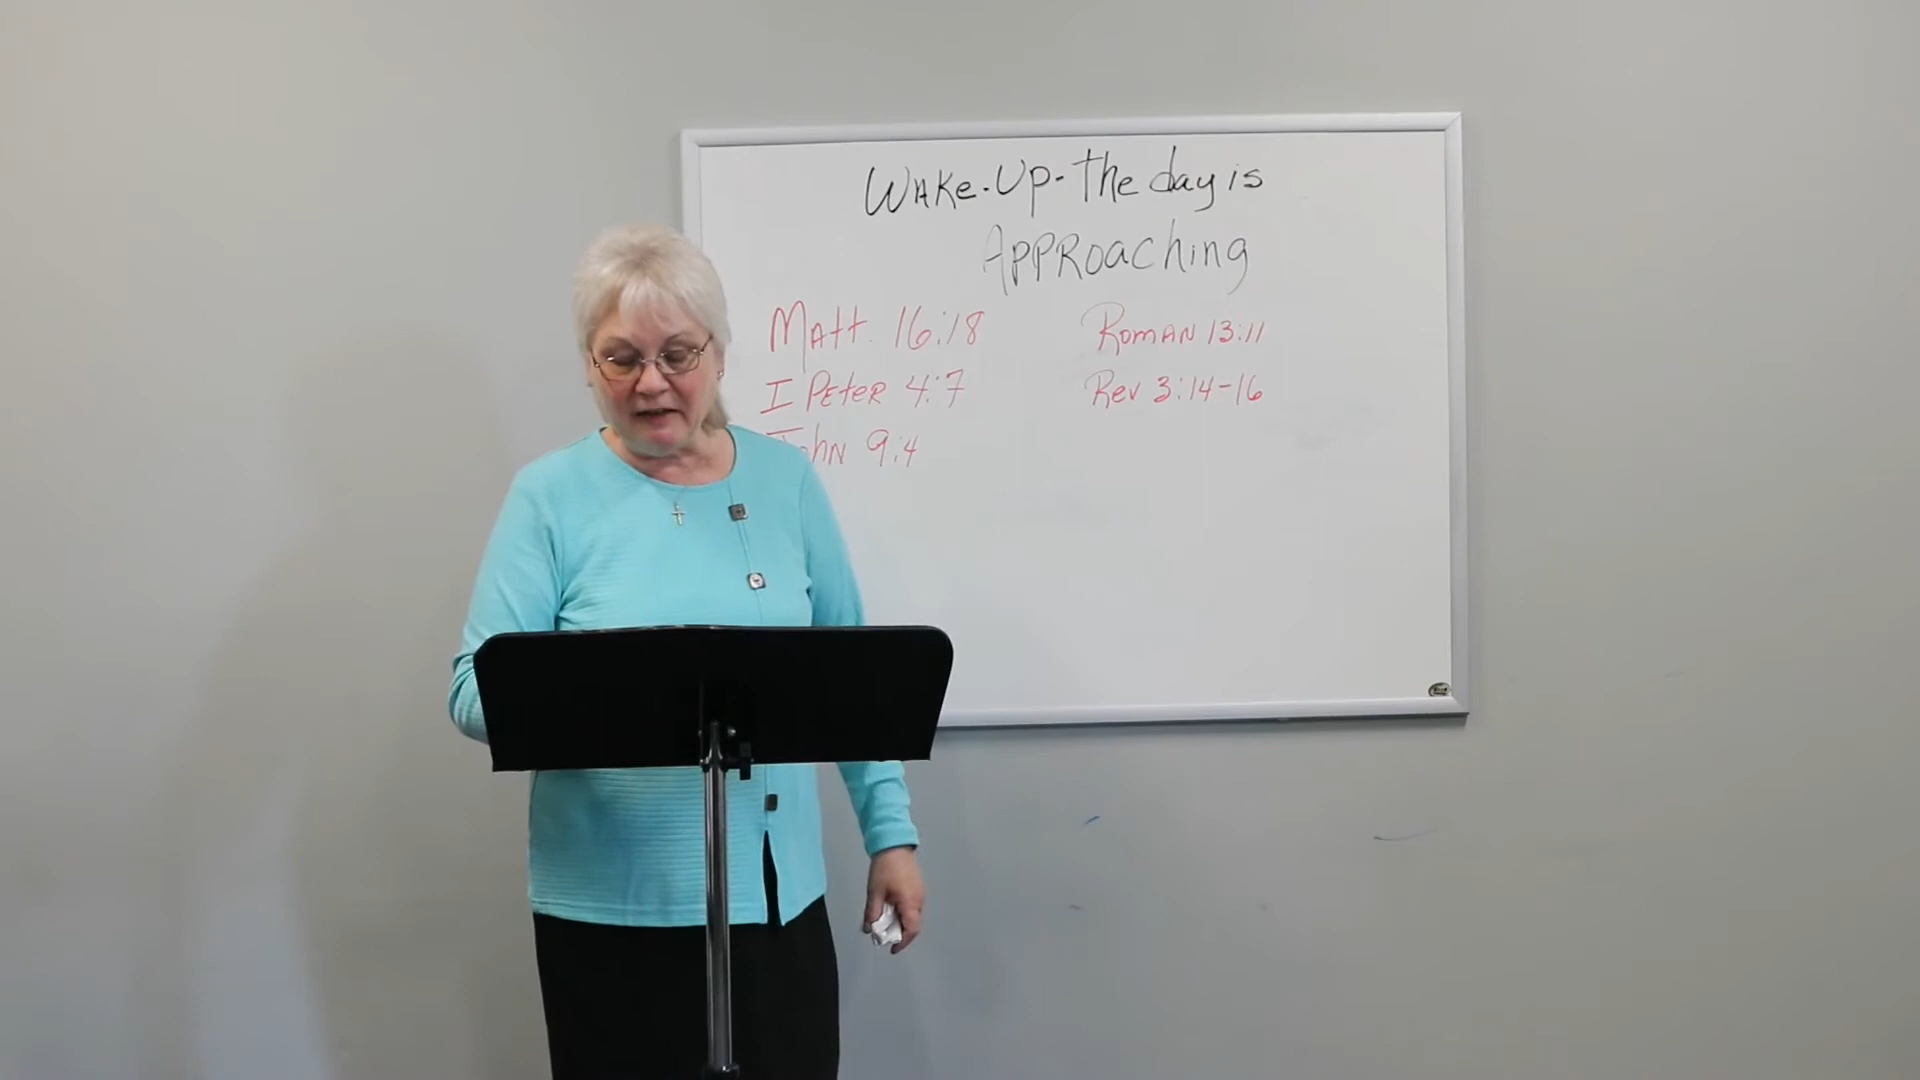 WAKe-Up-The day is
APPRoaching
Matt. 16:18
I PeteR 4:7
John 9:4
RomAN 13:11
Rev 3:14-16